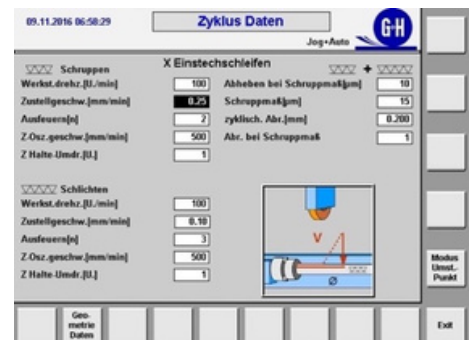 09.11.2016 06:58:29
Zyklus Daten
Jog+Auto
GH
X Einstechschleifen
Schruppen
+
Werkst.drehz.[U./min] 100 Abheben bei Schruppmaß[µm] 10
Zustellgeschw.[mm/min] 0.25 Schruppmaß[µm] 15
Ausfeuern[n] 2 zyklisch. Abr.[mm] 0.200
Z-Osz.geschw.[mm/min] 500 Abr. bei Schrupmaß 1
Z Halte-Umdr.[U.] 1
Schlichten
Werkst.drehz.[U./min] 100
Zustellgeschw.[mm/min] 0.10
Ausfeuern[n] 3
Z-Osz.geschw.[mm/min] 500
Z Halte-Umdr.[U.] 1
V
Ø
Modus
Umst.-
Punkt
Geo-
metrie
Daten
Exit